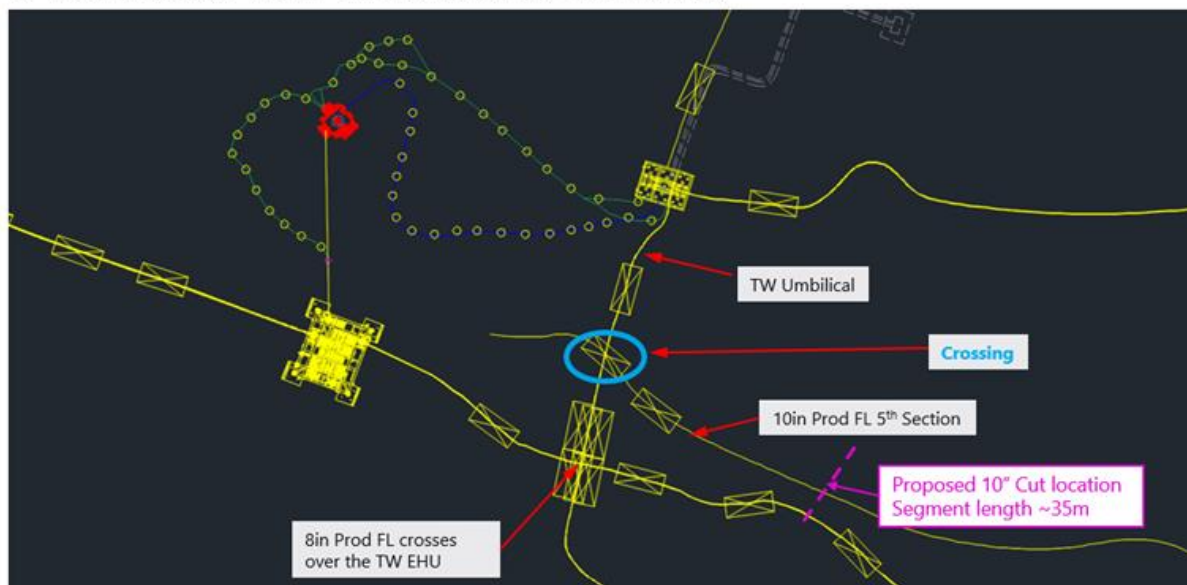 TW Umbilical
Crossing
10in Prod FL 5th Section
Proposed 10" Cut location
Segment length ~35m
8in Prod FL crosses
over the TW EHU